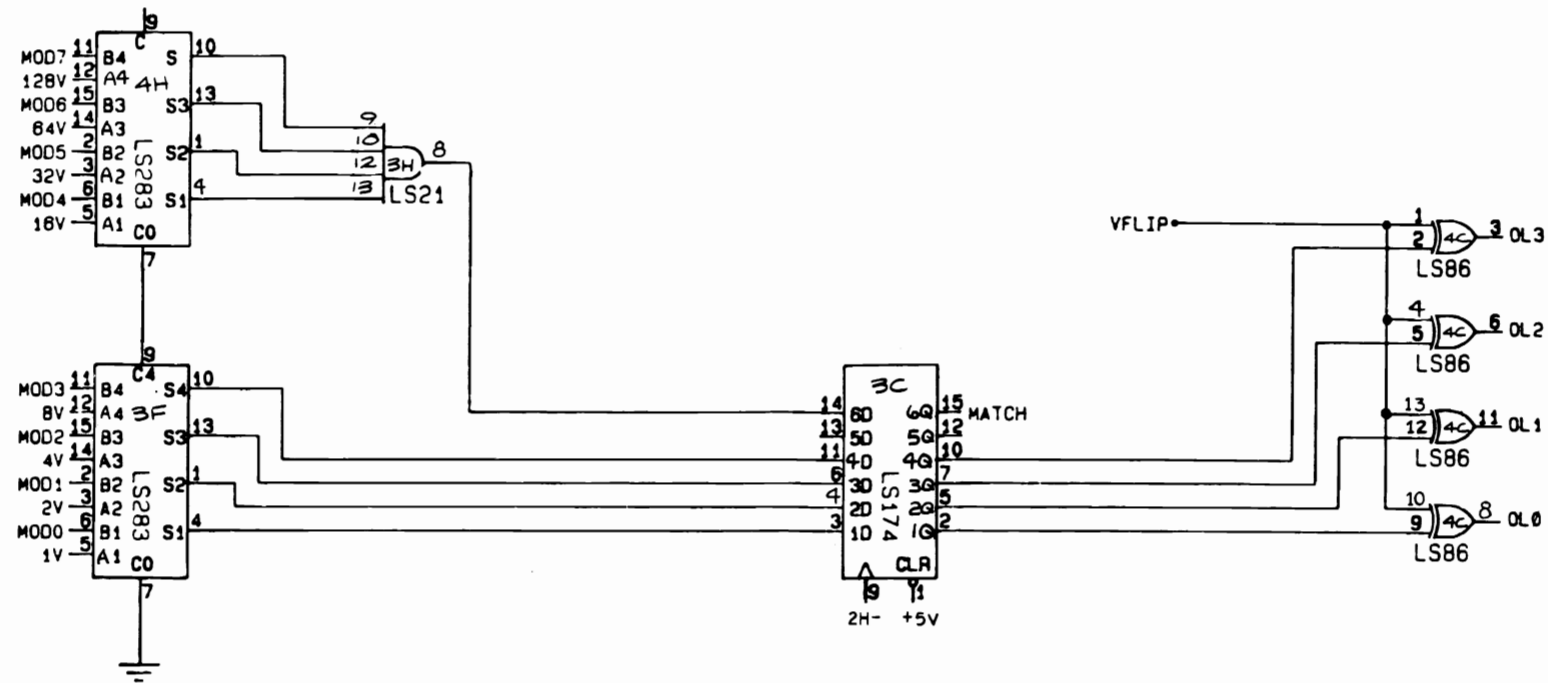 9
C
MOD7 11 B4 S 10
128V 12 A4 4H
MOD6 15 B3 S3 13
64V 14 A3
MOD5 2 B2 S2 1
32V 3 A2
MOD4 6 B1 S1 4
16V 5 A1
LS283
C0
7
9
10
12
13
3H
8
LS21
VFLIP
1
2
4C
3 OL3
LS86
4
5
4C
6 OL2
LS86
13
12
4C
11 OL1
LS86
10
9
4C
8 OL0
LS86
9
C4
MOD3 11 B4 S4 10
8V 12 A4 3F
MOD2 15 B3 S3 13
4V 14 A3
MOD1 2 B2 S2 1
2V 3 A2
MOD0 6 B1 S1 4
1V 5 A1
LS283
C0
7
3C
14 6D 6Q 15 MATCH
13 5D 5Q 12
11 4D 4Q 10
6 3D 3Q 7
4 2D 2Q 5
3 1D 1Q 2
LS174
CLR
9 1
2H- +5V